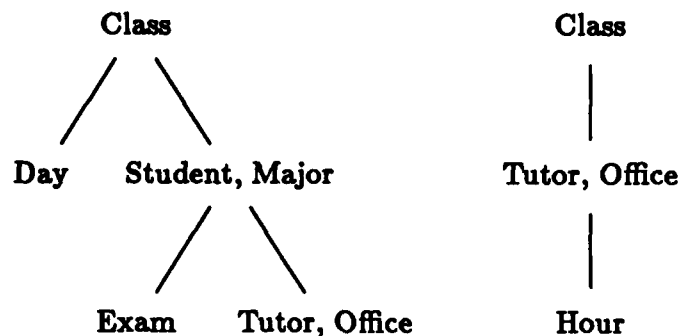 Class Class
Day Student, Major Tutor, Office
Exam Tutor, Office Hour